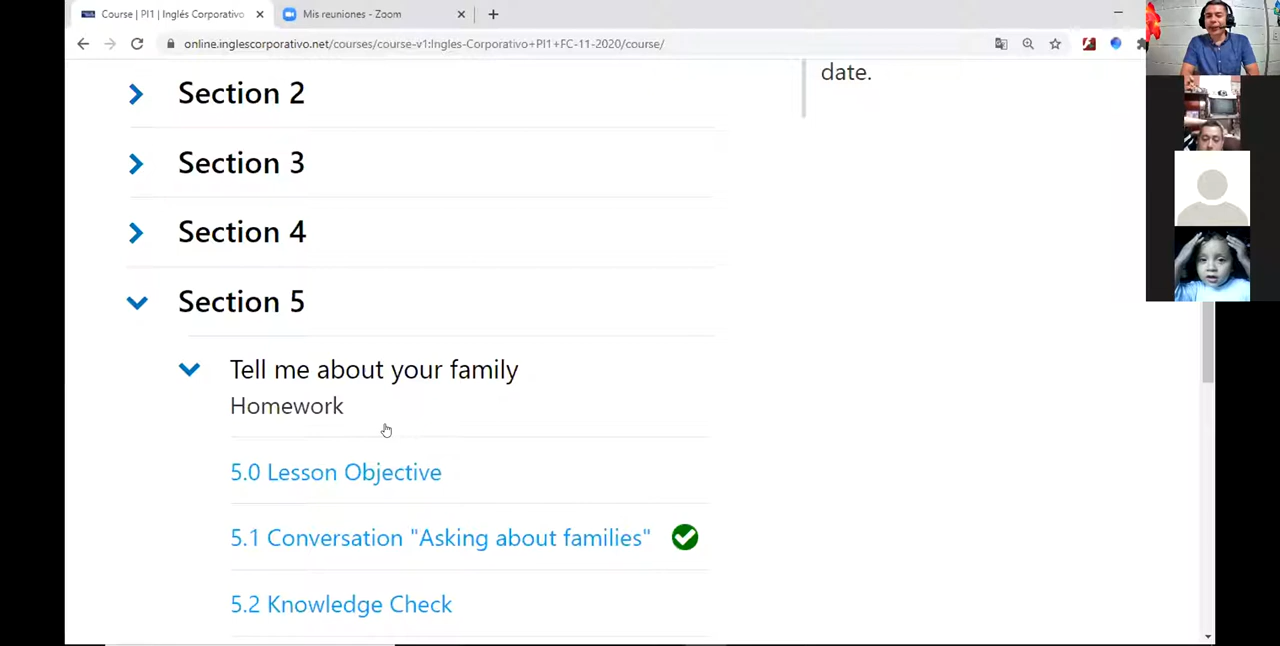 Course | PI1 | Inglés Corporativo
Mis reuniones - Zoom
online.inglescorporativo.net/courses/course-v1:Ingles-Corporativo+PI1+FC-11-2020/course/
date.
Section 2
Section 3
Section 4
Section 5
Tell me about your family
Homework
5.0 Lesson Objective
5.1 Conversation "Asking about families"
5.2 Knowledge Check